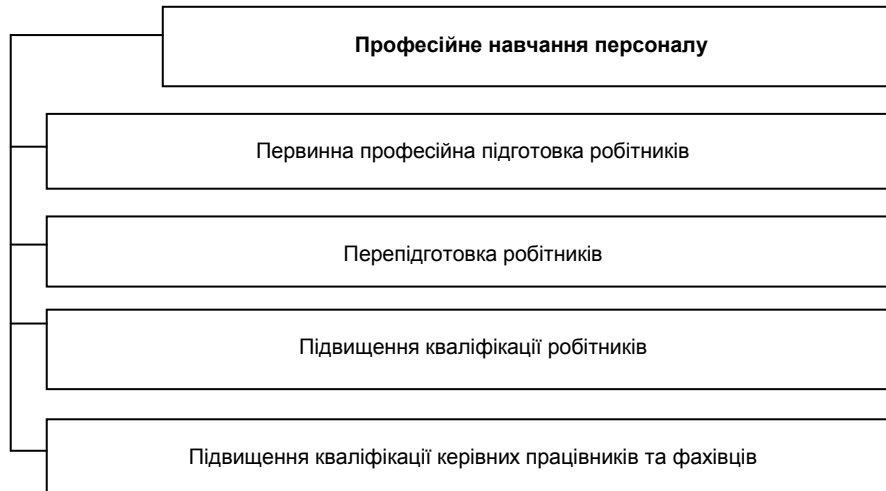 Професійне навчання персоналу
Первинна професійна підготовка робітників
Перепідготовка робітників
Підвищення кваліфікації робітників
Підвищення кваліфікації керівних працівників та фахівців